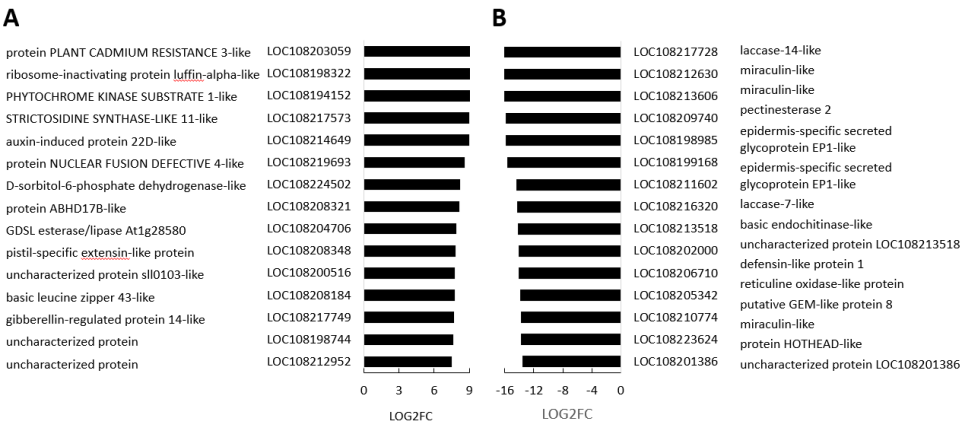 A
B
protein PLANT CADMIUM RESISTANCE 3-like LOC108203059
ribosome-inactivating protein luffin-alpha-like LOC108198322
PHYTOCHROME KINASE SUBSTRATE 1-like LOC108194152
STRICTOSIDINE SYNTHASE-LIKE 11-like LOC108217573
auxin-induced protein 22D-like LOC108214649
protein NUCLEAR FUSION DEFECTIVE 4-like LOC108219693
D-sorbitol-6-phosphate dehydrogenase-like LOC108224502
protein ABHD17B-like LOC108208321
GDSL esterase/lipase At1g28580 LOC108204706
pistil-specific extensin-like protein LOC108208348
uncharacterized protein sll0103-like LOC108200516
basic leucine zipper 43-like LOC108208184
gibberellin-regulated protein 14-like LOC108217749
uncharacterized protein LOC108198744
uncharacterized protein LOC108212952
0 3 6 9
LOG2FC
LOC108217728
LOC108212630
LOC108213606
LOC108209740
LOC108198985
LOC108199168
LOC108211602
LOC108216320
LOC108213518
LOC108202000
LOC108206710
LOC108205342
LOC108210774
LOC108223624
LOC108201386
laccase-14-like
miraculin-like
miraculin-like
pectinesterase 2
epidermis-specific secreted
glycoprotein EP1-like
epidermis-specific secreted
glycoprotein EP1-like
laccase-7-like
basic endochitinase-like
uncharacterized protein LOC108213518
defensin-like protein 1
reticuline oxidase-like protein
putative GEM-like protein 8
miraculin-like
protein HOTHEAD-like
uncharacterized protein LOC108201386
-16 -12 -8 -4 0
LOG2FC